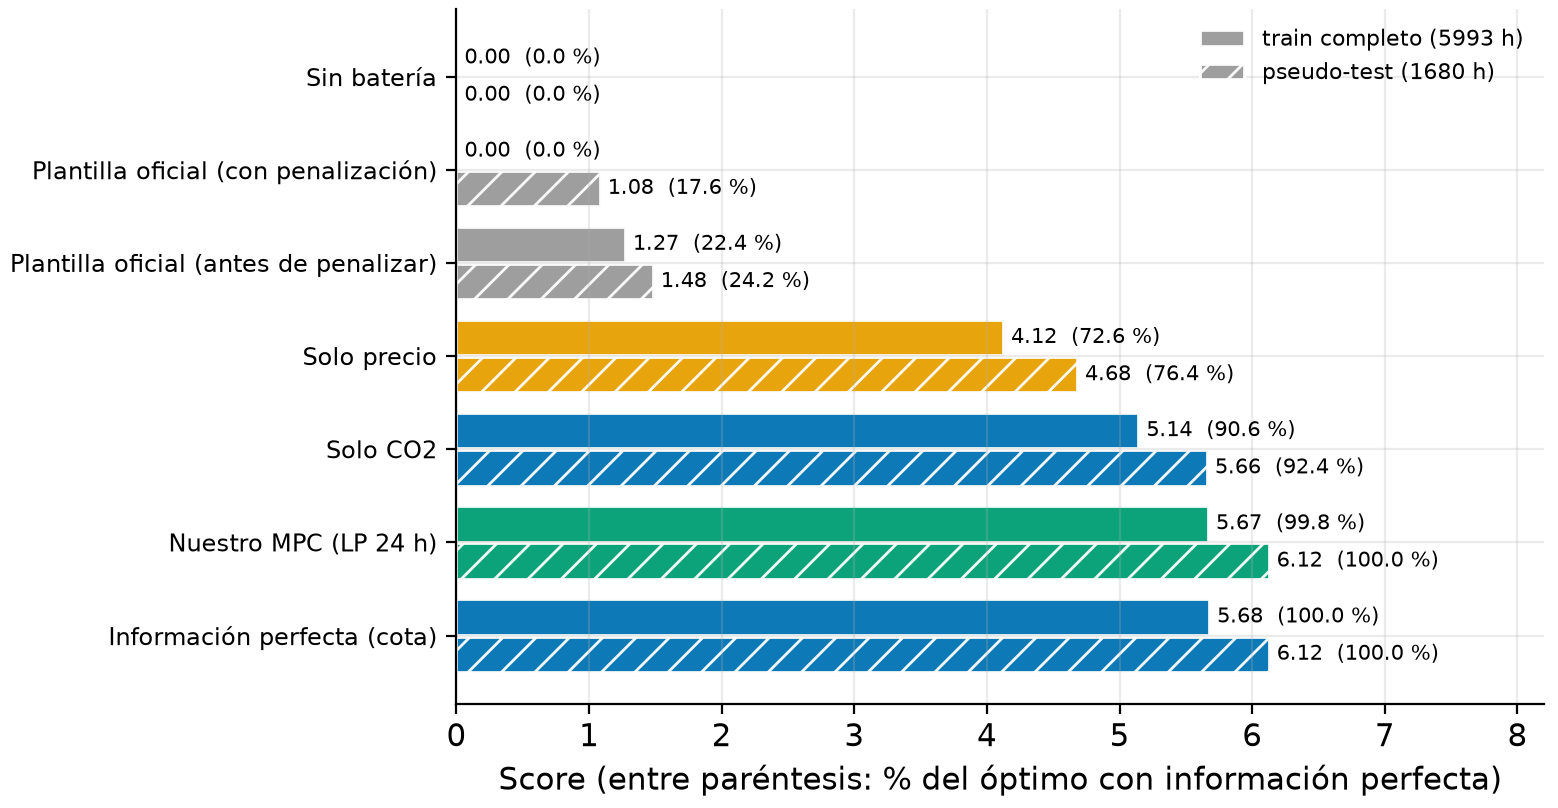 train completo (5993 h)
pseudo-test (1680 h)
Sin batería
0.00 (0.0 %)
0.00 (0.0 %)
Plantilla oficial (con penalización)
0.00 (0.0 %)
1.08 (17.6 %)
Plantilla oficial (antes de penalizar)
1.27 (22.4 %)
1.48 (24.2 %)
Solo precio
4.12 (72.6 %)
4.68 (76.4 %)
Solo CO2
5.14 (90.6 %)
5.66 (92.4 %)
Nuestro MPC (LP 24 h)
5.67 (99.8 %)
6.12 (100.0 %)
Información perfecta (cota)
5.68 (100.0 %)
6.12 (100.0 %)
0 1 2 3 4 5 6 7 8
Score (entre paréntesis: % del óptimo con información perfecta)